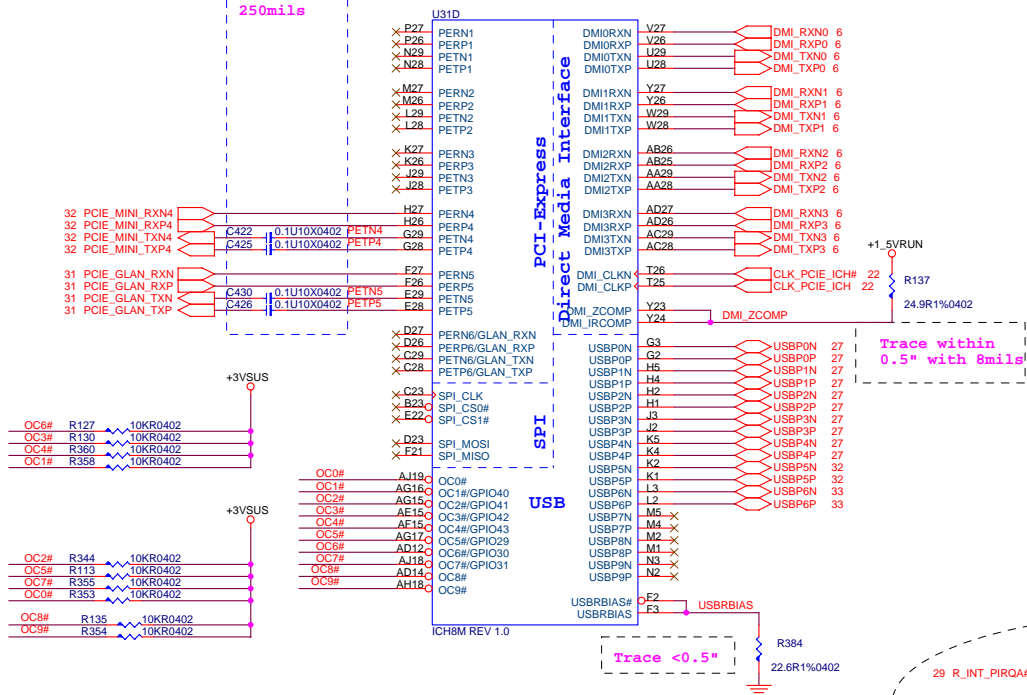 250mils
U31D
P27 PERN1
P26 PERP1
N29 PETN1
N28 PETP1
M27 PERN2
M26 PERP2
L29 PETN2
L28 PETP2
K27 PERN3
K26 PERP3
J29 PETN3
J28 PETP3
32 PCIE_MINI_RXN4 H27 PERN4
32 PCIE_MINI_RXP4 H26 PERP4
32 PCIE_MINI_TXN4 C422 0.1U10X0402 PETN4 G29 PETN4
32 PCIE_MINI_TXP4 C425 0.1U10X0402 PETP4 G28 PETP4
31 PCIE_GLAN_RXN F27 PERN5
31 PCIE_GLAN_RXP F26 PERP5
31 PCIE_GLAN_TXN C430 0.1U10X0402 PETN5 E29 PETN5
31 PCIE_GLAN_TXP C426 0.1U10X0402 PETP5 E28 PETP5
D27 PERN6/GLAN_RXN
D26 PERP6/GLAN_RXP
C29 PETN6/GLAN_TXN
C28 PETP6/GLAN_TXP
C23 SPI_CLK
B23 SPI_CS0#
E22 SPI_CS1#
D23 SPI_MOSI
F21 SPI_MISO
OC0# AJ19 OC0#
OC1# AG16 OC1#/GPIO40
OC2# AG15 OC2#/GPIO41
OC3# AE15 OC3#/GPIO42
OC4# AF15 OC4#/GPIO43
OC5# AG17 OC5#/GPIO29
OC6# AD12 OC6#/GPIO30
OC7# AJ18 OC7#/GPIO31
OC8# AD14 OC8#
OC9# AH18 OC9#
PCI-Express
Direct Media Interface
SPI
USB
DMI0RXN V27 DMI_RXN0 6
DMI0RXP V26 DMI_RXP0 6
DMI0TXN U29 DMI_TXN0 6
DMI0TXP U28 DMI_TXP0 6
DMI1RXN Y27 DMI_RXN1 6
DMI1RXP Y26 DMI_RXP1 6
DMI1TXN W29 DMI_TXN1 6
DMI1TXP W28 DMI_TXP1 6
DMI2RXN AB26 DMI_RXN2 6
DMI2RXP AB25 DMI_RXP2 6
DMI2TXN AA29 DMI_TXN2 6
DMI2TXP AA28 DMI_TXP2 6
DMI3RXN AD27 DMI_RXN3 6
DMI3RXP AD26 DMI_RXP3 6
DMI3TXN AC29 DMI_TXN3 6
DMI3TXP AC28 DMI_TXP3 6
DMI_CLKN T26 CLK_PCIE_ICH# 22
DMI_CLKP T25 CLK_PCIE_ICH 22
DMI_ZCOMP Y23
DMI_IRCOMP Y24 DMI_ZCOMP
+1_5VRUN
R137
24.9R1%0402
Trace within
0.5" with 8mils
USBP0N G3 USBP0N 27
USBP0P G2 USBP0P 27
USBP1N H5 USBP1N 27
USBP1P H4 USBP1P 27
USBP2N H2 USBP2N 27
USBP2P H1 USBP2P 27
USBP3N J3 USBP3N 27
USBP3P J2 USBP3P 27
USBP4N K5 USBP4N 27
USBP4P K4 USBP4P 27
USBP5N K2 USBP5N 32
USBP5P K1 USBP5P 32
USBP6N L3 USBP6N 33
USBP6P L2 USBP6P 33
USBP7N M5
USBP7P M4
USBP8N M2
USBP8P M1
USBP9N N3
USBP9P N2
USBRBIAS# F2
USBRBIAS F3 USBRBIAS
ICH8M REV 1.0
Trace <0.5"
R384
22.6R1%0402
29 R_INT_PIRQA#
+3VSUS
OC6# R127 10KR0402
OC3# R130 10KR0402
OC4# R360 10KR0402
OC1# R358 10KR0402
+3VSUS
OC2# R344 10KR0402
OC5# R113 10KR0402
OC7# R355 10KR0402
OC0# R353 10KR0402
OC8# R135 10KR0402
OC9# R354 10KR0402